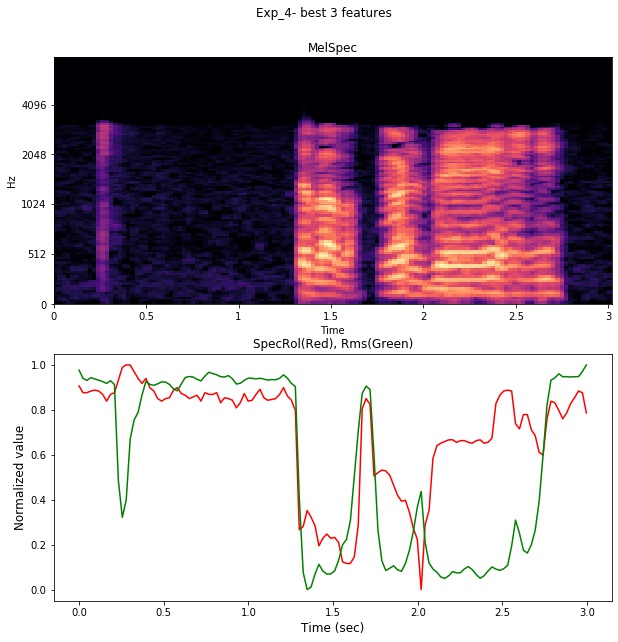 Exp_4- best 3 features
MelSpec
4096
2048
1024
512
0
Hz
0 0.5 1 1.5 2 2.5 3
Time
SpecRol(Red), Rms(Green)
1.0
0.8
0.6
0.4
0.2
0.0
Normalized value
0.0 0.5 1.0 1.5 2.0 2.5 3.0
Time (sec)